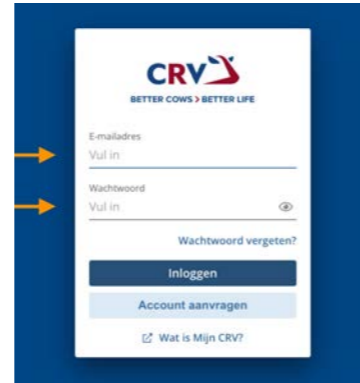 CRV
BETTER COWS > BETTER LIFE
E-mailadres
Vul in
Wachtwoord
Vul in
Wachtwoord vergeten?
Inloggen
Account aanvragen
Wat is Mijn CRV?